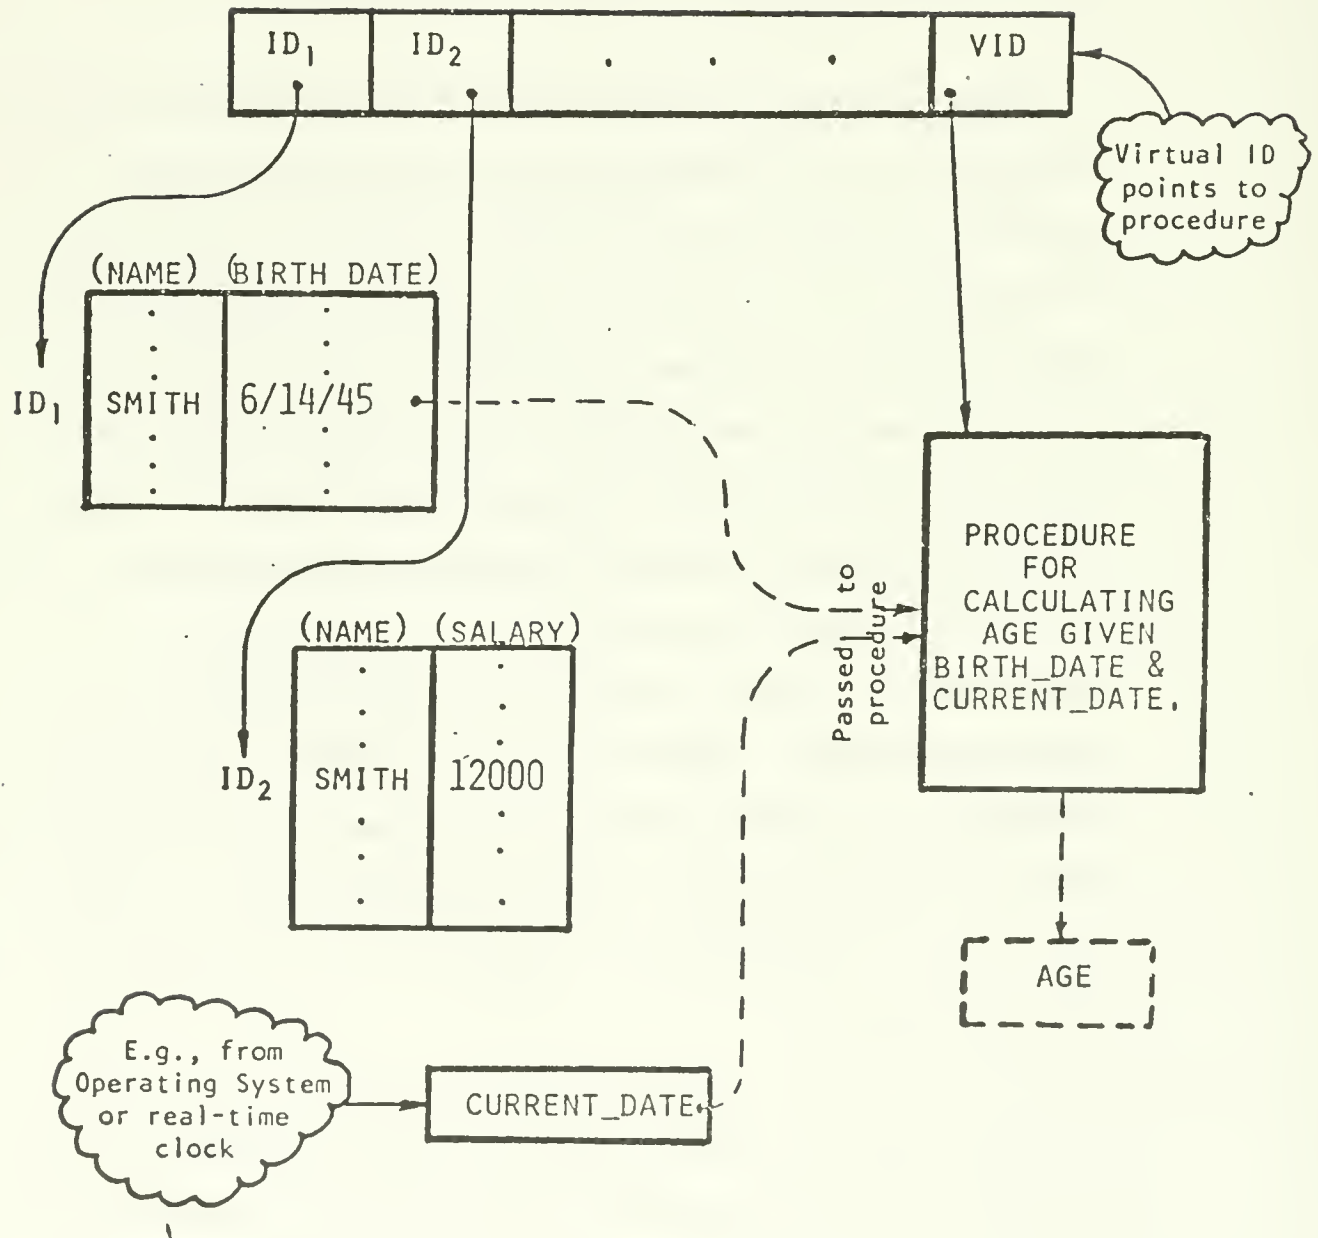 ID₁ ID₂ . . . VID
Virtual ID
points to
procedure
(NAME) (BIRTH DATE)
ID₁ SMITH 6/14/45
Passed to
procedure
PROCEDURE
FOR
CALCULATING
AGE GIVEN
BIRTH_DATE &
CURRENT_DATE.
(NAME) (SALARY)
ID₂ SMITH 12000
AGE
E.g., from
Operating System
or real-time
clock
CURRENT_DATE